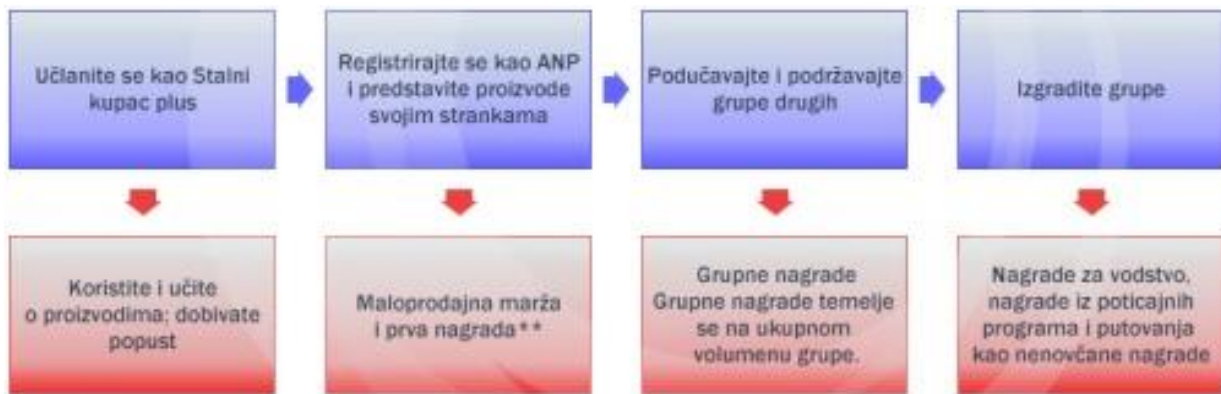 Učlanite se kao Stalni
kupac plus
Registrirajte se kao ANP
i predstavite proizvode
svojim strankama
Podučavajte i podržavajte
grupe drugih
Izgradite grupe
Koristite i učite
o proizvodima; dobivate
popust
Maloprodajna marža
i prva nagrada**
Grupne nagrade
Grupne nagrade temelje
se na ukupnom
volumenu grupe.
Nagrade za vodstvo,
nagrade iz poticajnih
programa i putovanja
kao nenovčane nagrade